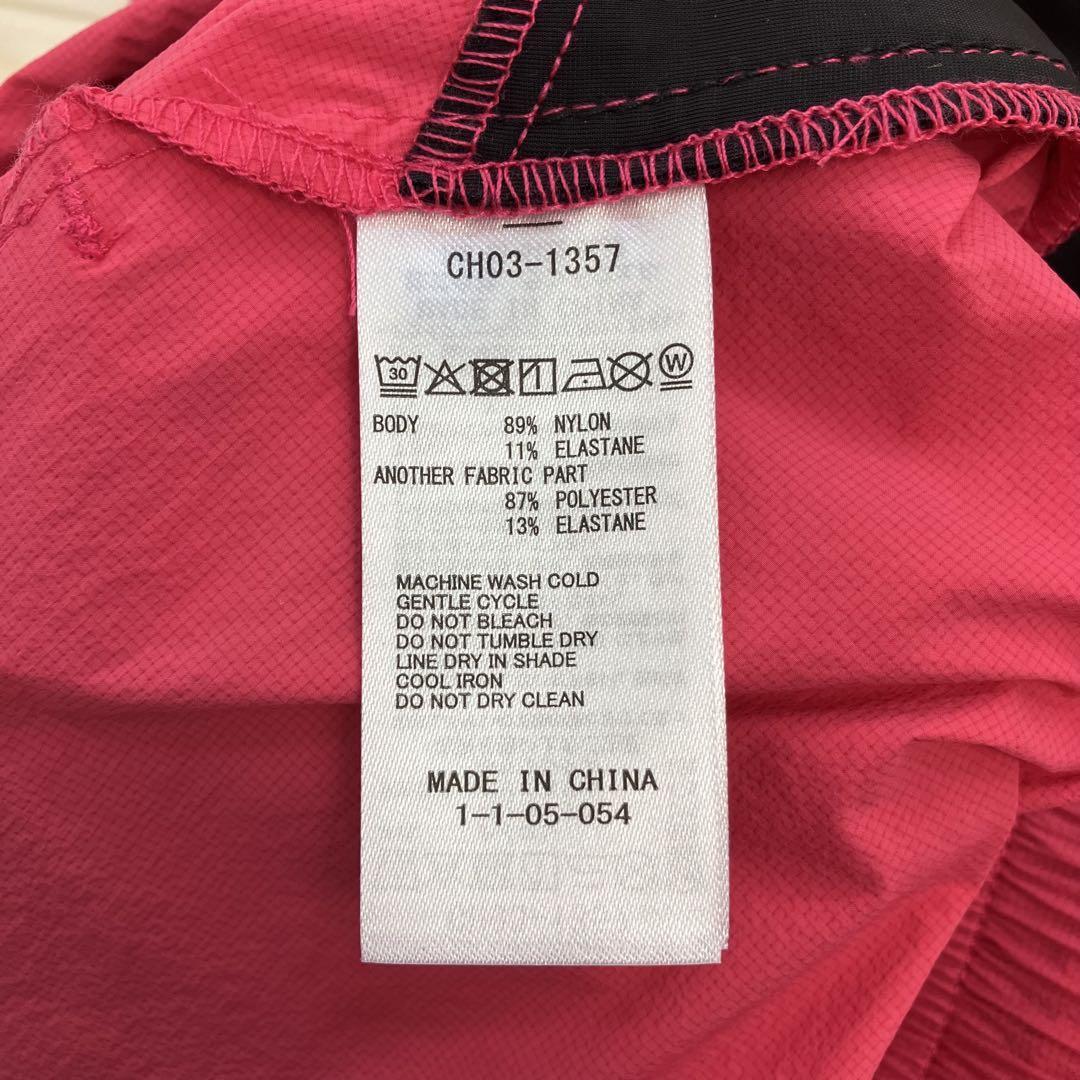 CH03-1357
30 W
BODY 89% NYLON
11% ELASTANE
ANOTHER FABRIC PART
87% POLYESTER
13% ELASTANE
MACHINE WASH COLD
GENTLE CYCLE
DO NOT BLEACH
DO NOT TUMBLE DRY
LINE DRY IN SHADE
COOL IRON
DO NOT DRY CLEAN
MADE IN CHINA
1-1-05-054